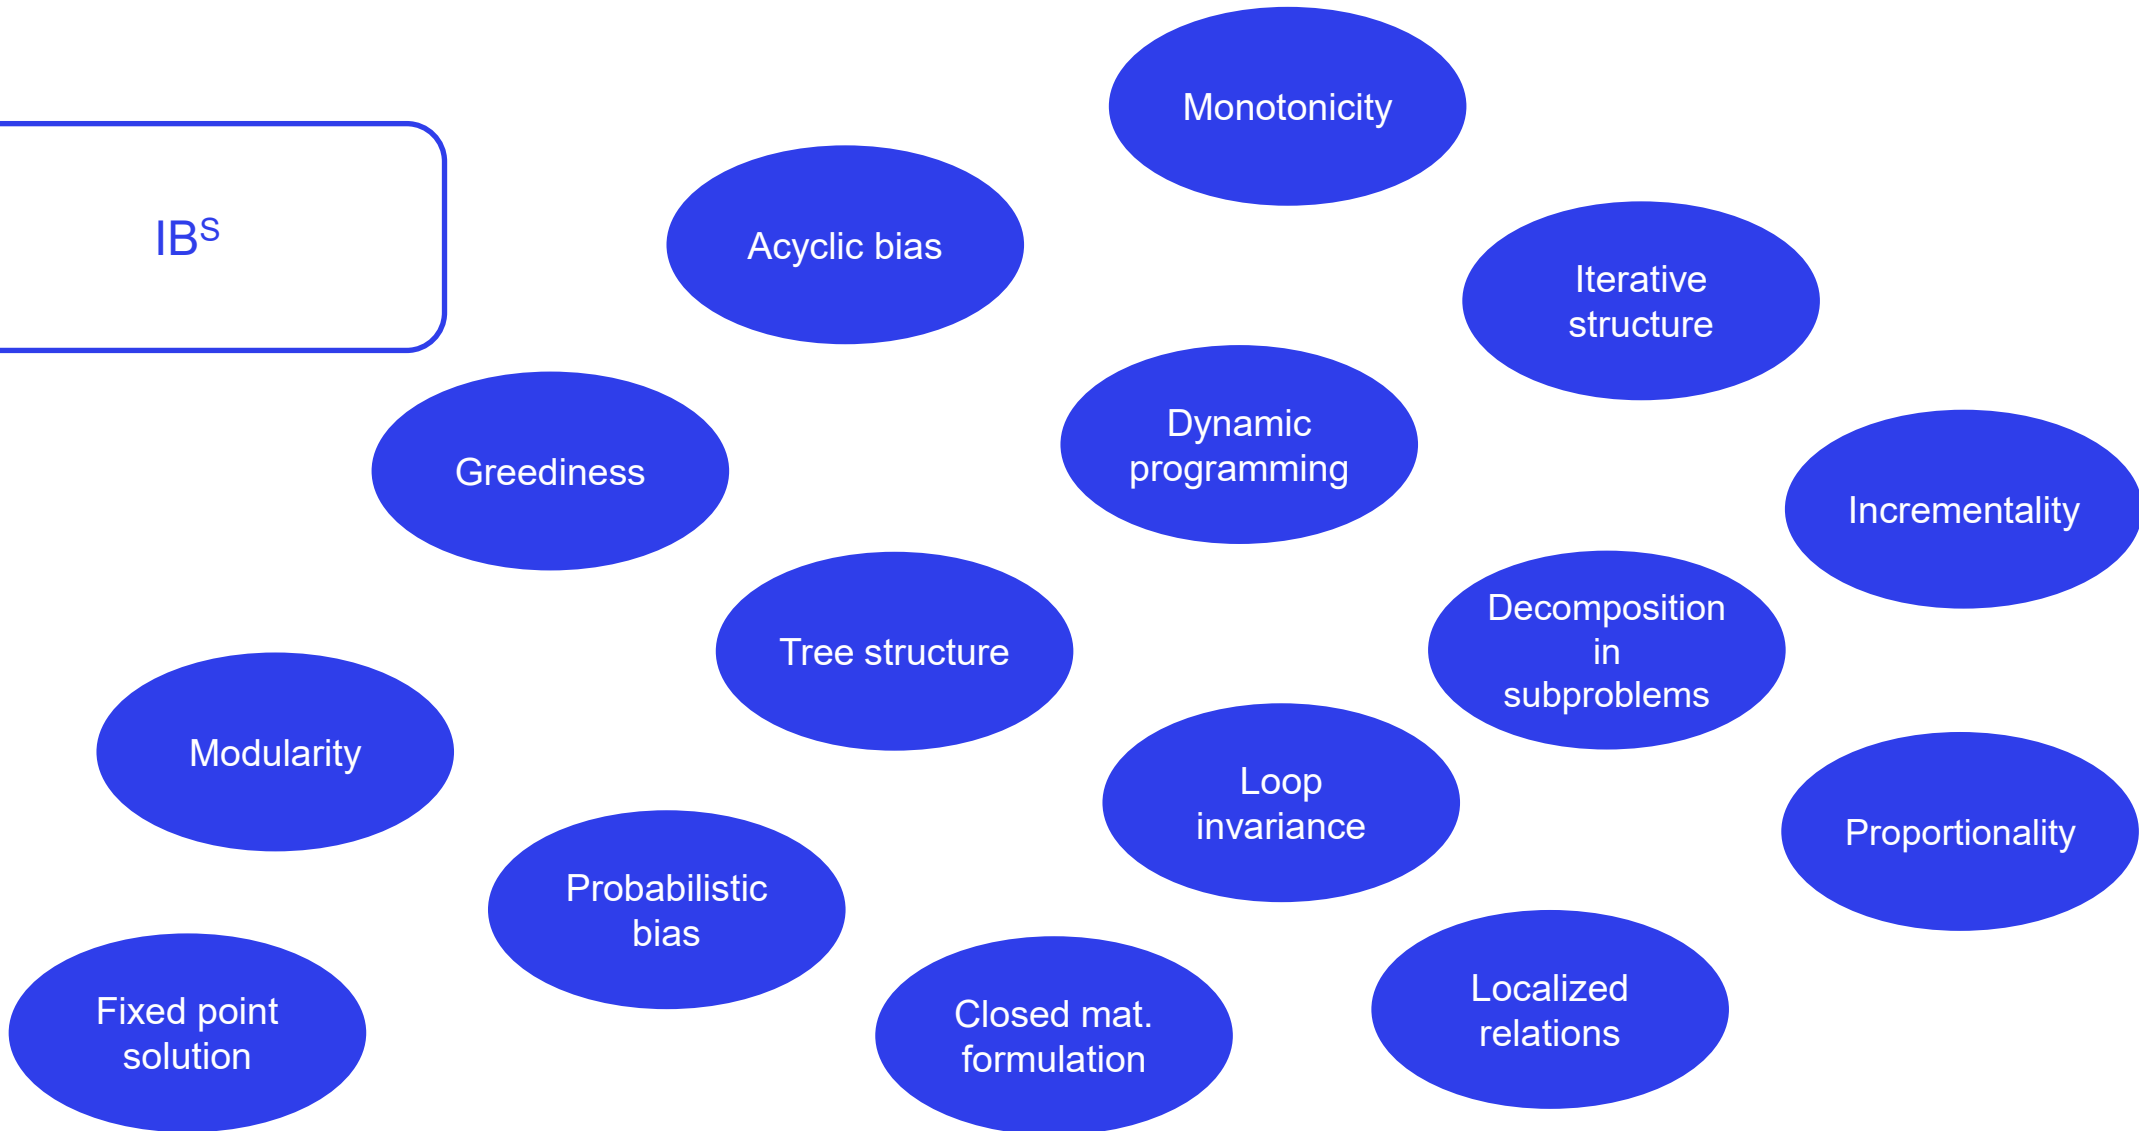 Monotonicity
IBˢ
Acyclic bias
Iterative
structure
Dynamic
programming
Greediness
Incrementality
Tree structure
Decomposition
in
subproblems
Modularity
Loop
invariance
Proportionality
Probabilistic
bias
Fixed point
solution
Closed mat.
formulation
Localized
relations